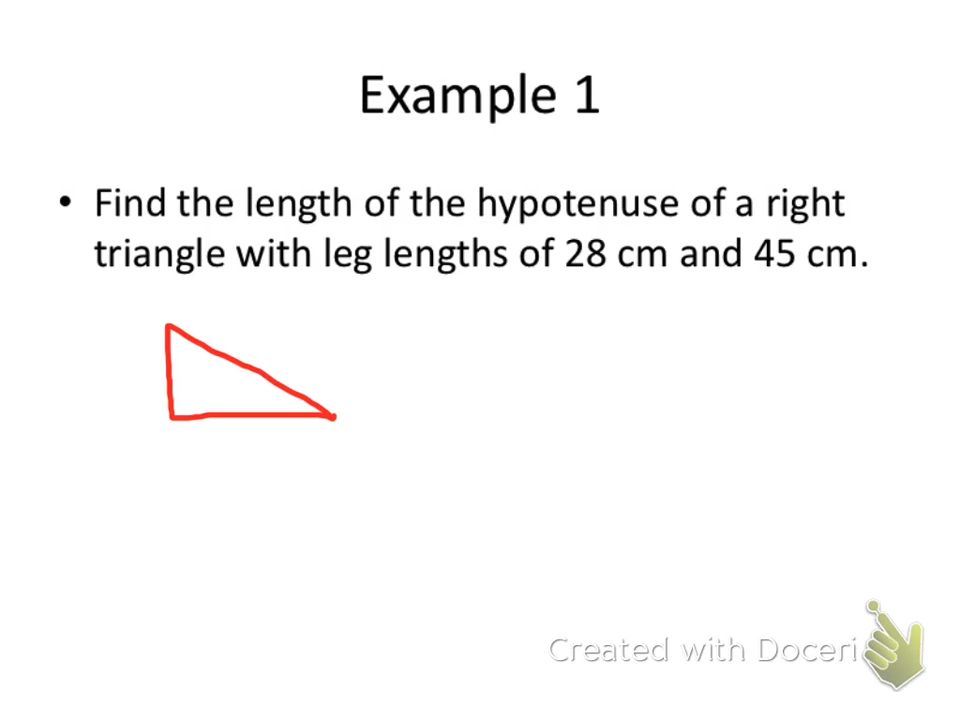 Example 1
• Find the length of the hypotenuse of a right
triangle with leg lengths of 28 cm and 45 cm.
Created with Doceri